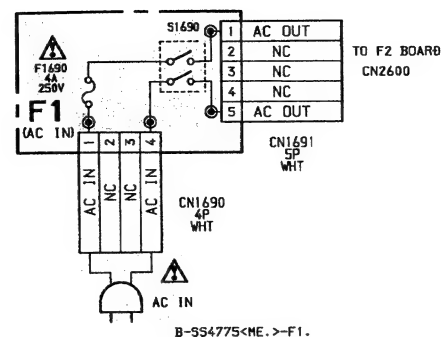 S1690
1 AC OUT
2 NC
3 NC
4 NC
5 AC OUT
TO F2 BOARD
CN2600
CN1691
5P
WHT
F1690
4A
250V
F1
(AC IN)
1 2 3 4
AC IN
NC
NC
AC IN
CN1690
4P
WHT
AC IN
B-SS4775<ME.>-F1.